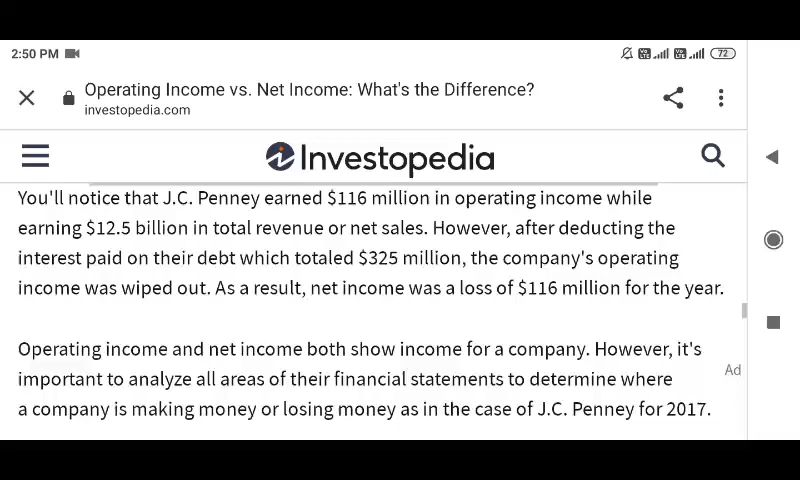 2:50 PM
72
Operating Income vs. Net Income: What's the Difference?
investopedia.com
Investopedia
You'll notice that J.C. Penney earned $116 million in operating income while
earning $12.5 billion in total revenue or net sales. However, after deducting the
interest paid on their debt which totaled $325 million, the company's operating
income was wiped out. As a result, net income was a loss of $116 million for the year.
Operating income and net income both show income for a company. However, it's
important to analyze all areas of their financial statements to determine where
Ad
a company is making money or losing money as in the case of J.C. Penney for 2017.